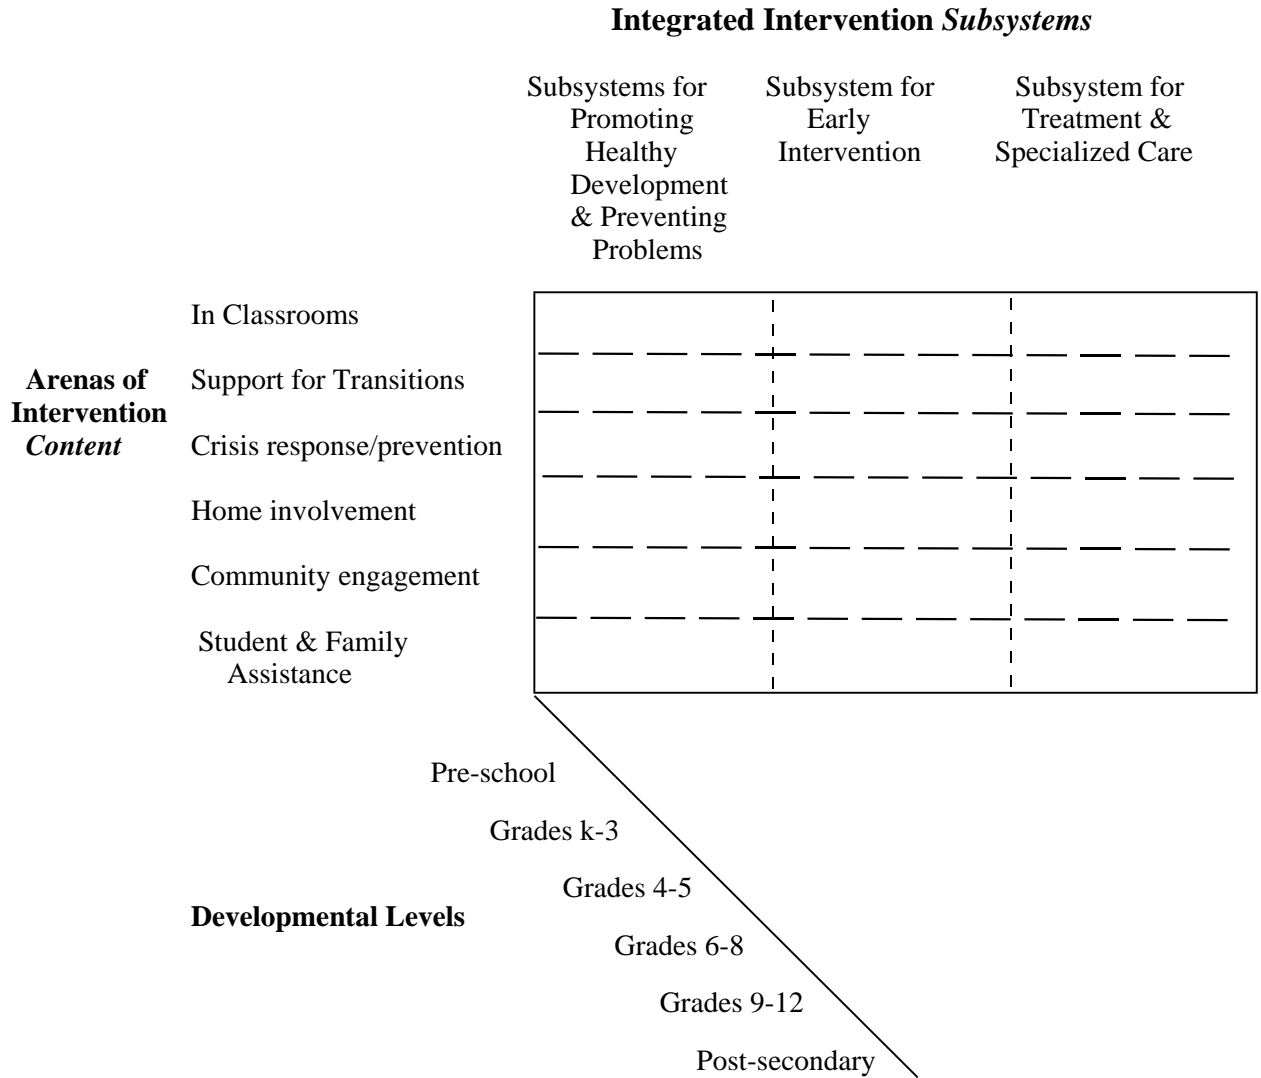 Integrated Intervention Subsystems
Subsystems for
Promoting
Healthy
Development
& Preventing
Problems
Subsystem for
Early
Intervention
Subsystem for
Treatment &
Specialized Care
Arenas of
Intervention
Content
In Classrooms
Support for Transitions
Crisis response/prevention
Home involvement
Community engagement
Student & Family
Assistance
Developmental Levels
Pre-school
Grades k-3
Grades 4-5
Grades 6-8
Grades 9-12
Post-secondary